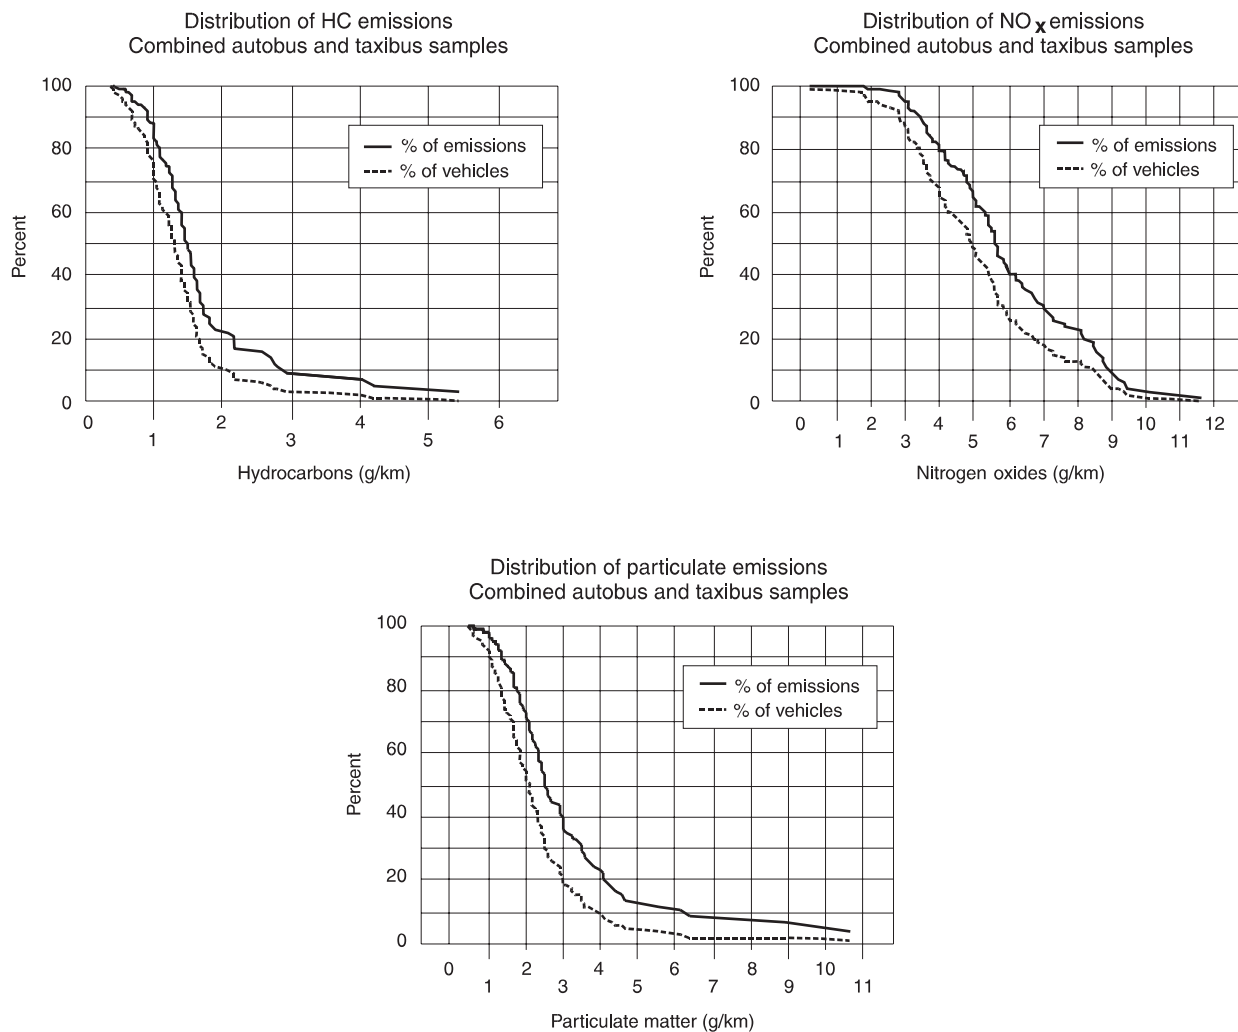 Distribution of HC emissions
Combined autobus and taxibus samples
100
80
60
40
20
0
Percent
% of emissions
% of vehicles
0 2 3 4 5 6
1
Hydrocarbons (g/km)
Distribution of NOx emissions
Combined autobus and taxibus samples
100
80
60
40
20
0
Percent
% of emissions
% of vehicles
0 2 4 5 6 8 10 12
1 3 7 9 11
Nitrogen oxides (g/km)
Distribution of particulate emissions
Combined autobus and taxibus samples
100
80
60
40
20
0
Percent
% of emissions
% of vehicles
0 2 4 6 10
1 3 5 7 9 11
Particulate matter (g/km)